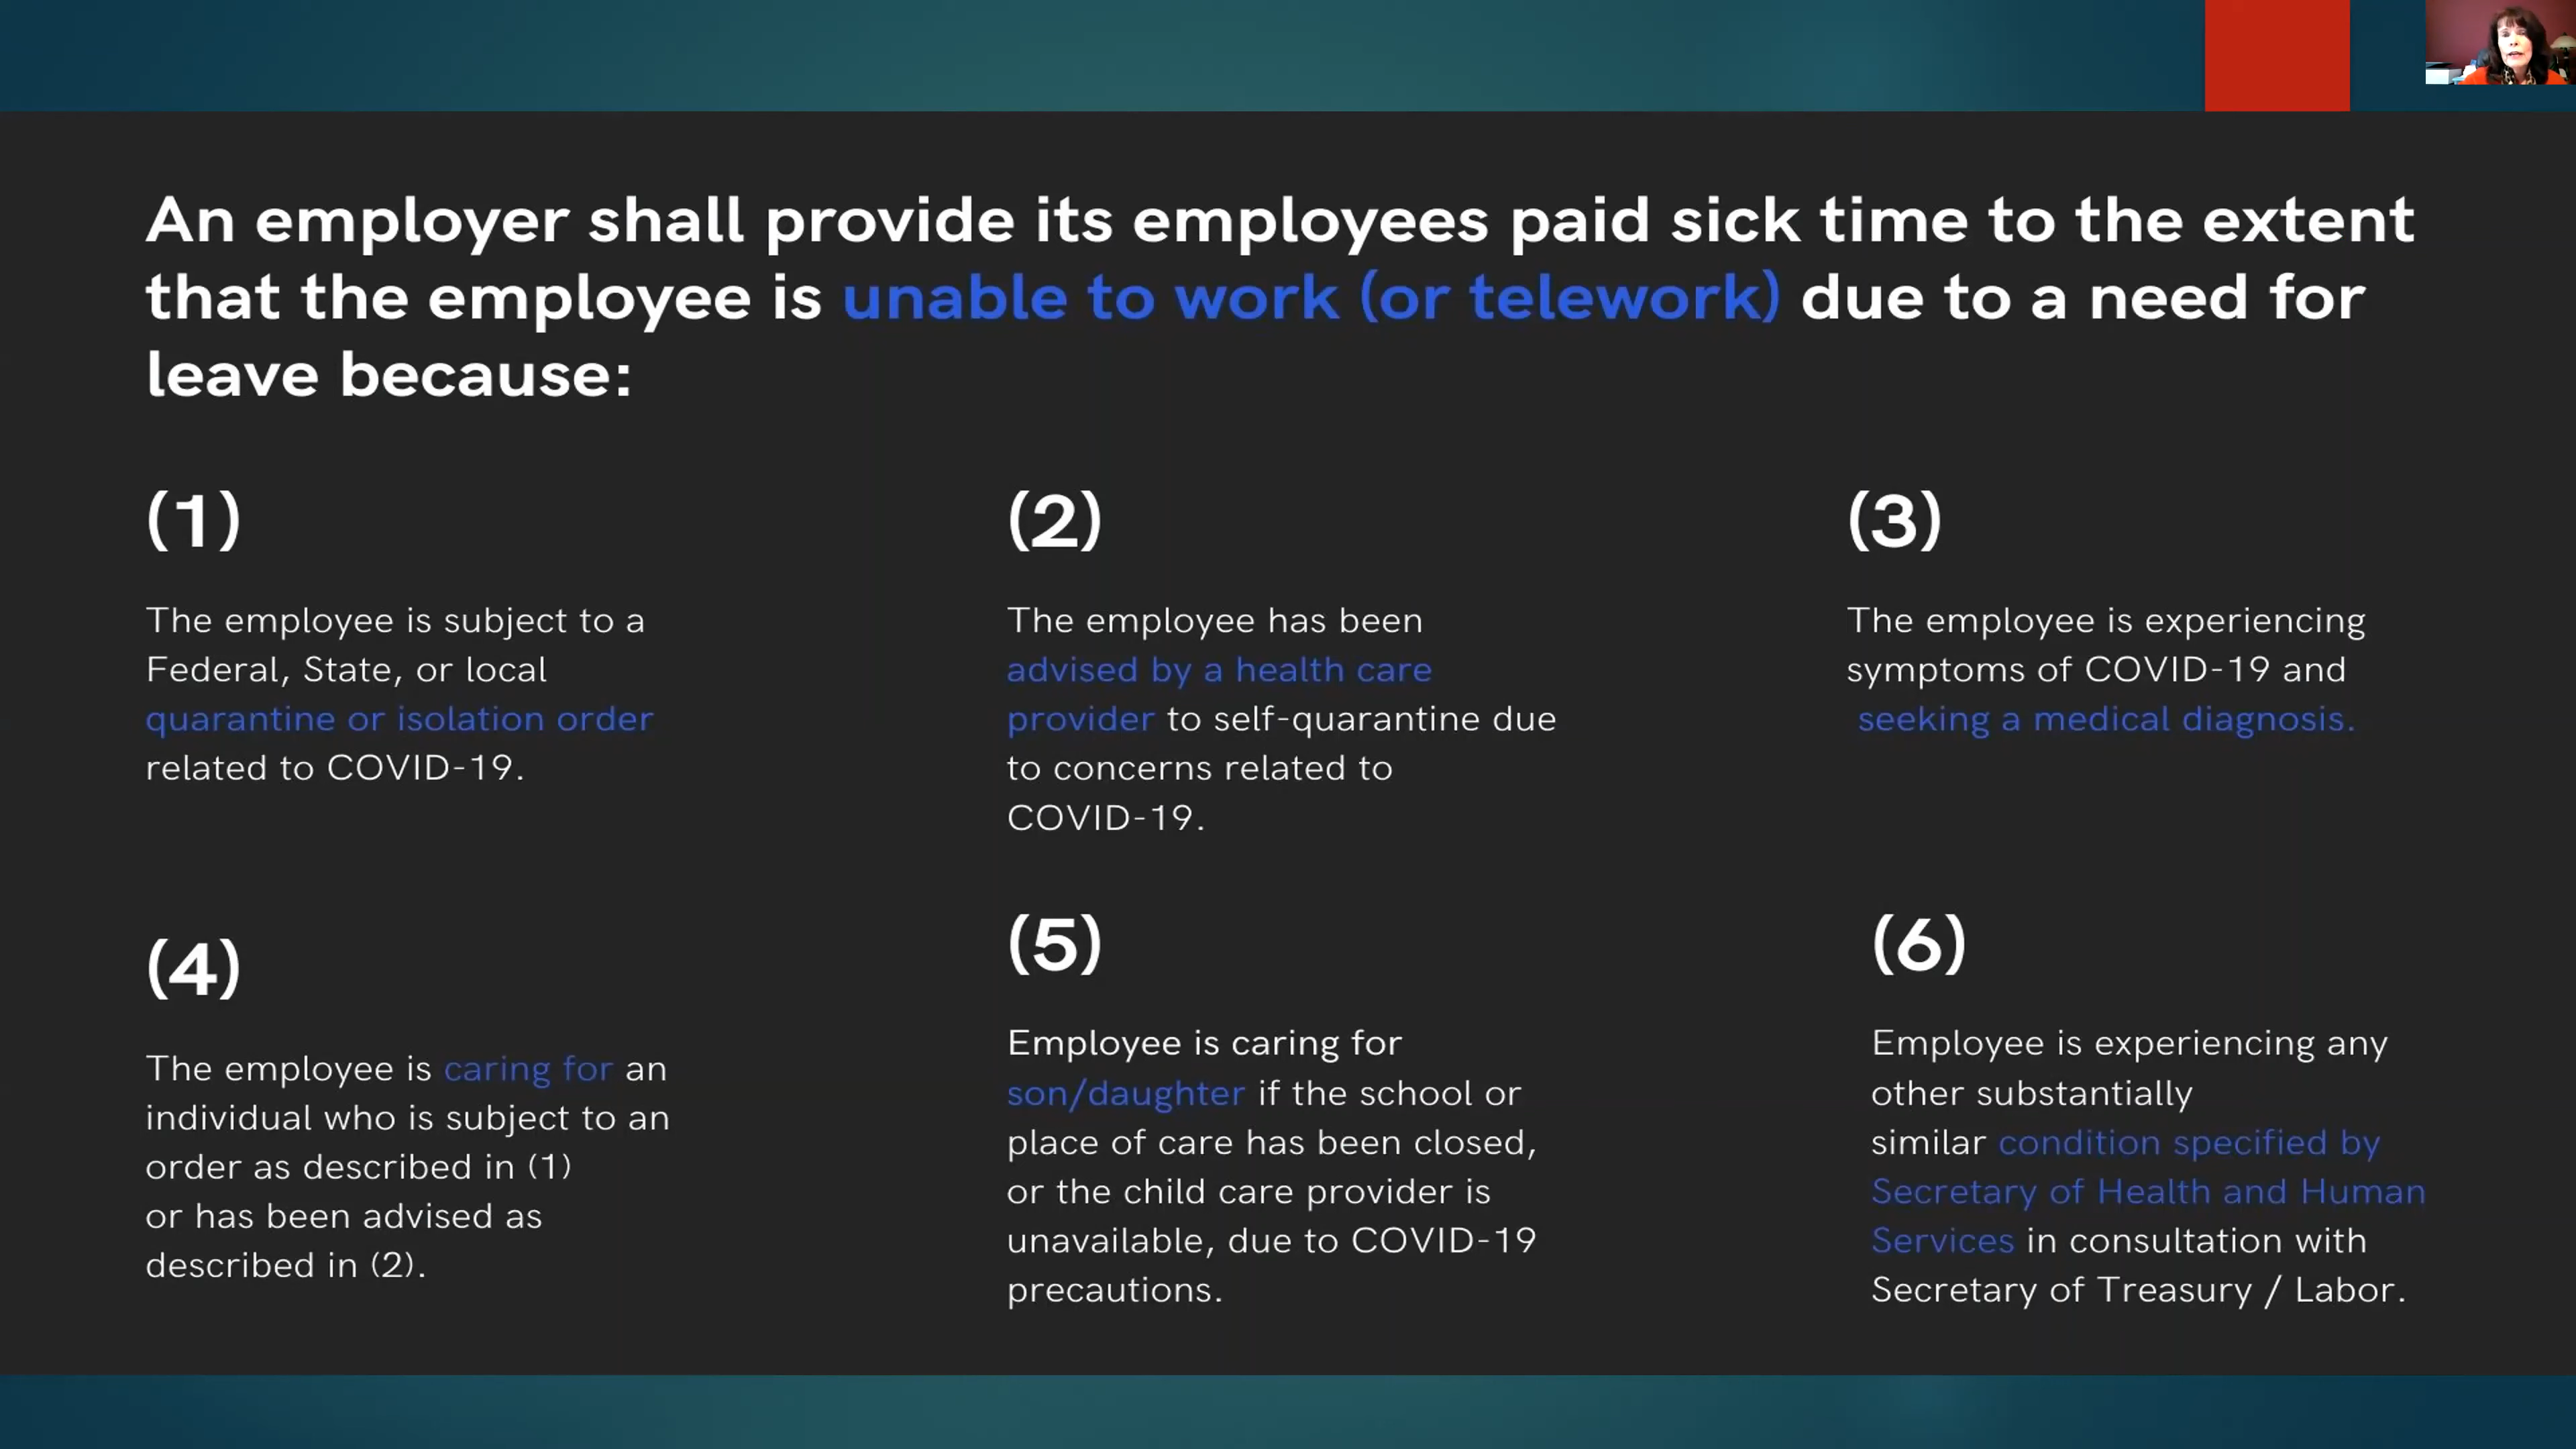 An employer shall provide its employees paid sick time to the extent
that the employee is unable to work (or telework) due to a need for
leave because:
(1)
The employee is subject to a
Federal, State, or local
quarantine or isolation order
related to COVID-19.
(2)
The employee has been
advised by a health care
provider to self-quarantine due
to concerns related to
COVID-19.
(3)
The employee is experiencing
symptoms of COVID-19 and
seeking a medical diagnosis.
(4)
The employee is caring for an
individual who is subject to an
order as described in (1)
or has been advised as
described in (2).
(5)
Employee is caring for
son/daughter if the school or
place of care has been closed,
or the child care provider is
unavailable, due to COVID-19
precautions.
(6)
Employee is experiencing any
other substantially
similar condition specified by
Secretary of Health and Human
Services in consultation with
Secretary of Treasury / Labor.